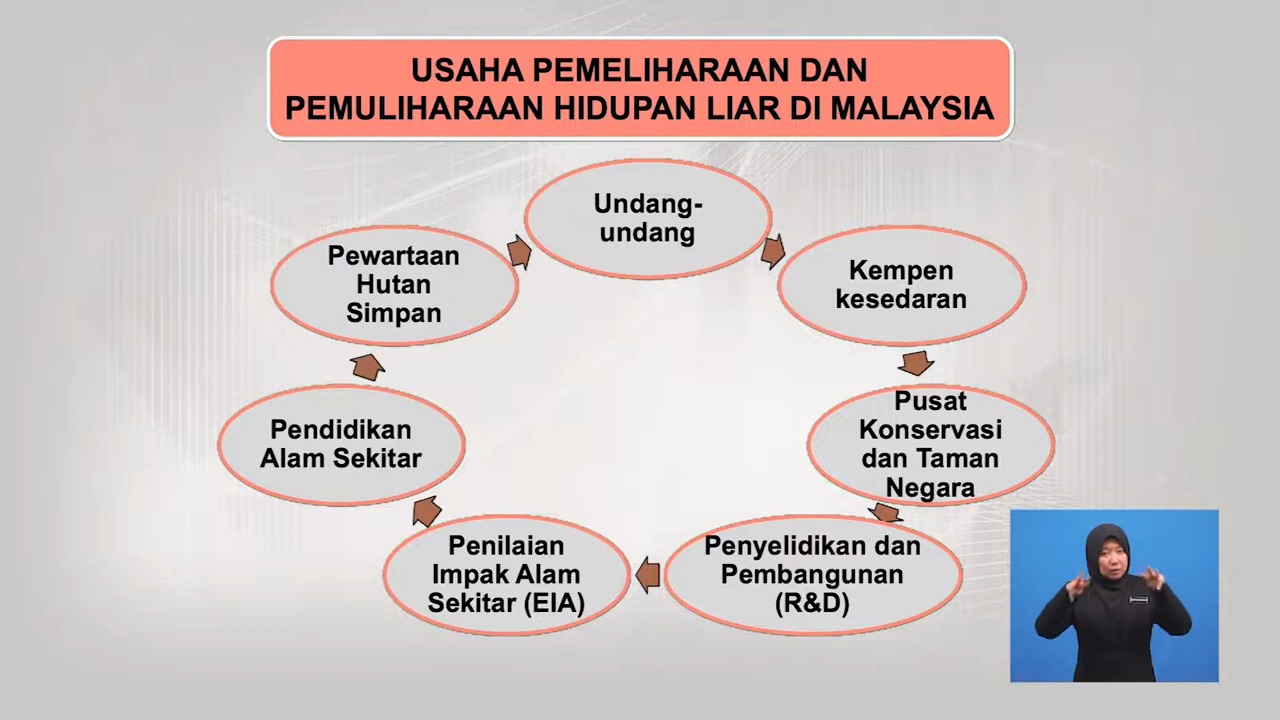 USAHA PEMELIHARAAN DAN
PEMULIHARAAN HIDUPAN LIAR DI MALAYSIA
Undang-
undang
Kempen
kesedaran
Pusat
Konservasi
dan Taman
Negara
Penyelidikan dan
Pembangunan
(R&D)
Penilaian
Impak Alam
Sekitar (EIA)
Pendidikan
Alam Sekitar
Pewartaan
Hutan
Simpan